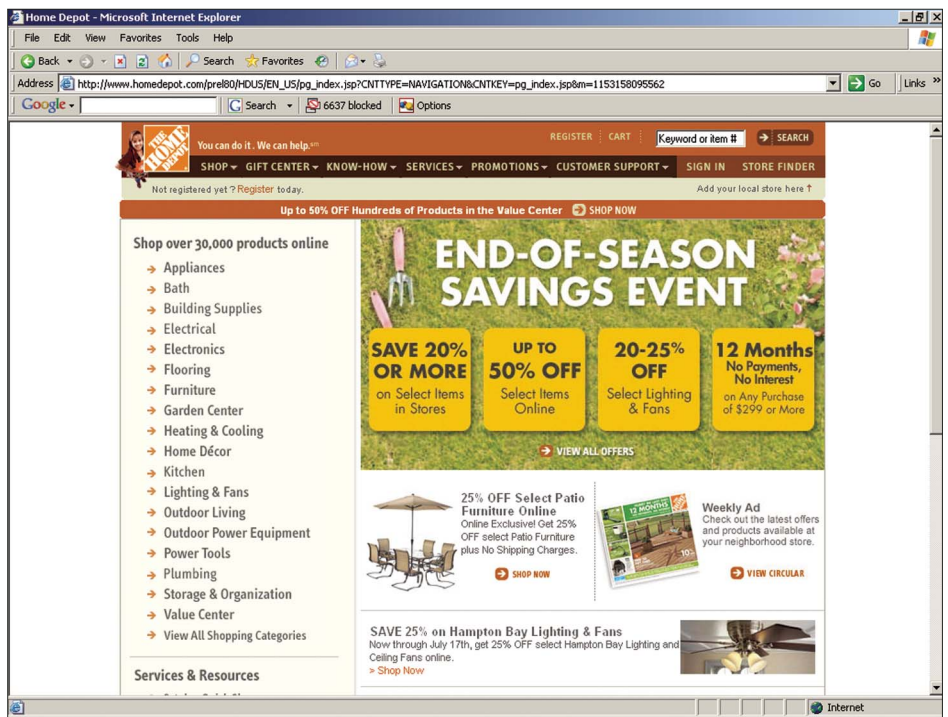 Home Depot - Microsoft Internet Explorer
File Edit View Favorites Tools Help
Back Search Favorites
Address http://www.homedepot.com/prel80/HDUS/EN_US/pg_index.jsp?CNTTYPE=NAVIGATION&CNTKEY=pg_index.jsp&m=1153158095562 Go Links »
Google Search 6637 blocked Options
THE HOME DEPOT
You can do it. We can help.℠
REGISTER CART Keyword or item # SEARCH
SHOP GIFT CENTER KNOW-HOW SERVICES PROMOTIONS CUSTOMER SUPPORT SIGN IN STORE FINDER
Not registered yet ? Register today. Add your local store here ↑
Up to 50% OFF Hundreds of Products in the Value Center SHOP NOW
Shop over 30,000 products online
Appliances
Bath
Building Supplies
Electrical
Electronics
Flooring
Furniture
Garden Center
Heating & Cooling
Home Décor
Kitchen
Lighting & Fans
Outdoor Living
Outdoor Power Equipment
Power Tools
Plumbing
Storage & Organization
Value Center
View All Shopping Categories
Services & Resources
END-OF-SEASON
SAVINGS EVENT
SAVE 20%
OR MORE
on Select Items
in Stores
UP TO
50% OFF
Select Items
Online
20-25%
OFF
Select Lighting
& Fans
12 Months
No Payments,
No Interest
on Any Purchase
of $299 or More
VIEW ALL OFFERS
25% OFF Select Patio
Furniture Online
Online Exclusive! Get 25%
OFF select Patio Furniture
plus No Shipping Charges.
SHOP NOW
12 MONTHS
10%
Weekly Ad
Check out the latest offers
and products available at
your neighborhood store.
VIEW CIRCULAR
SAVE 25% on Hampton Bay Lighting & Fans
Now through July 17th, get 25% OFF select Hampton Bay Lighting and
Ceiling Fans online.
> Shop Now
Internet